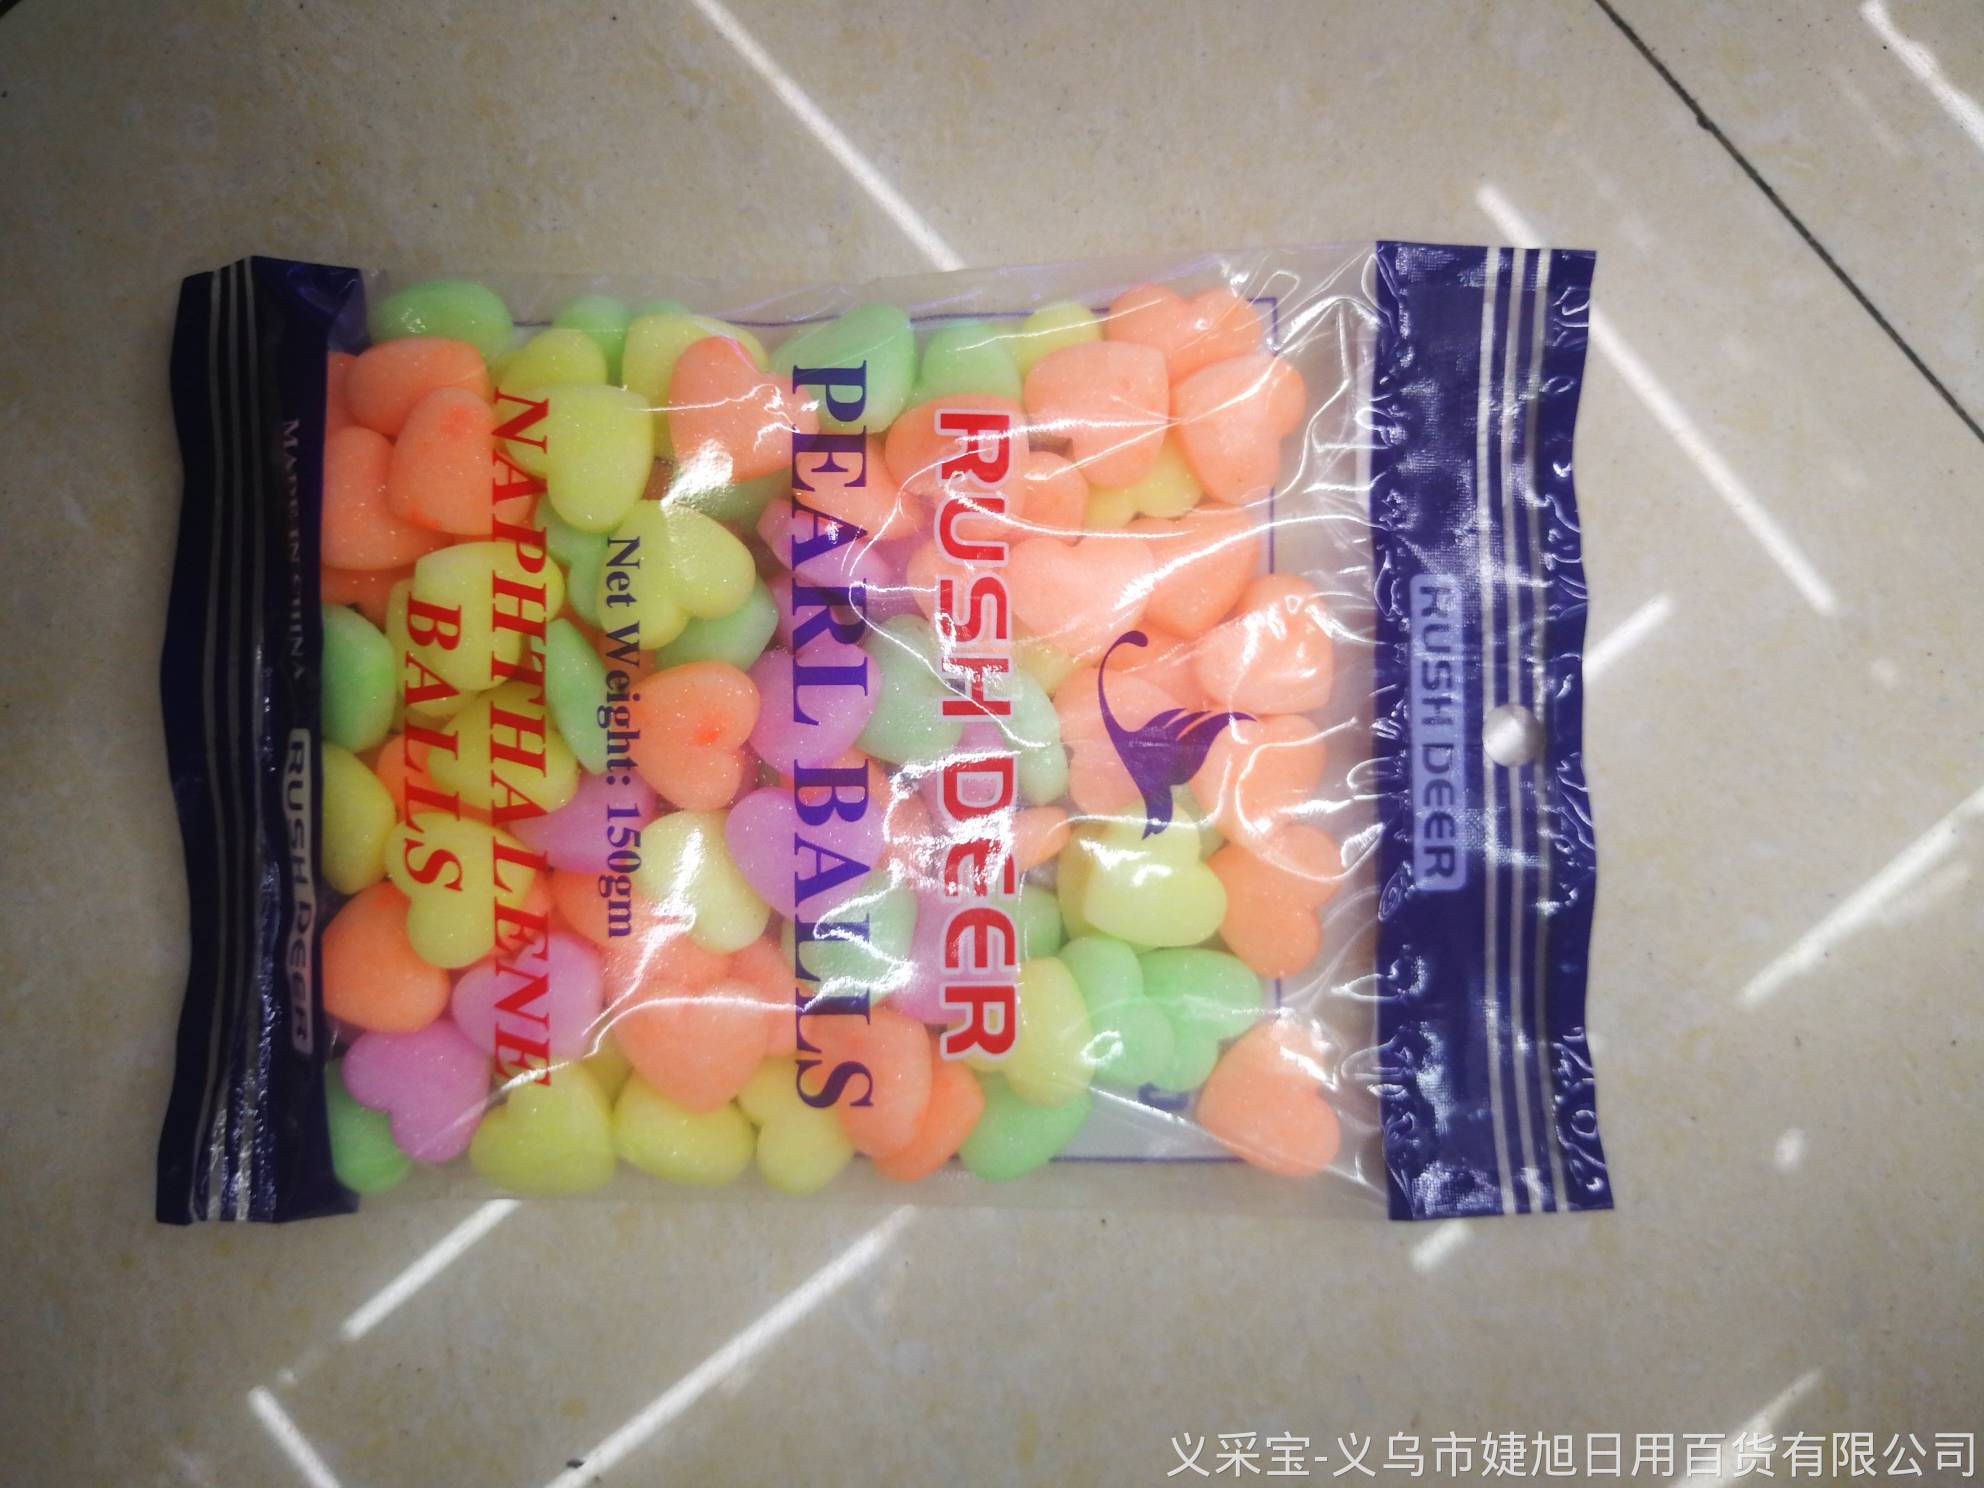 RUSH DEER
RUSH DEER
PEARL BALLS
Net Weight: 150gm
NAPHTHALENE
BALLS
MADE IN CHINA
RUSH DEER
义采宝-义乌市婕旭日用百货有限公司